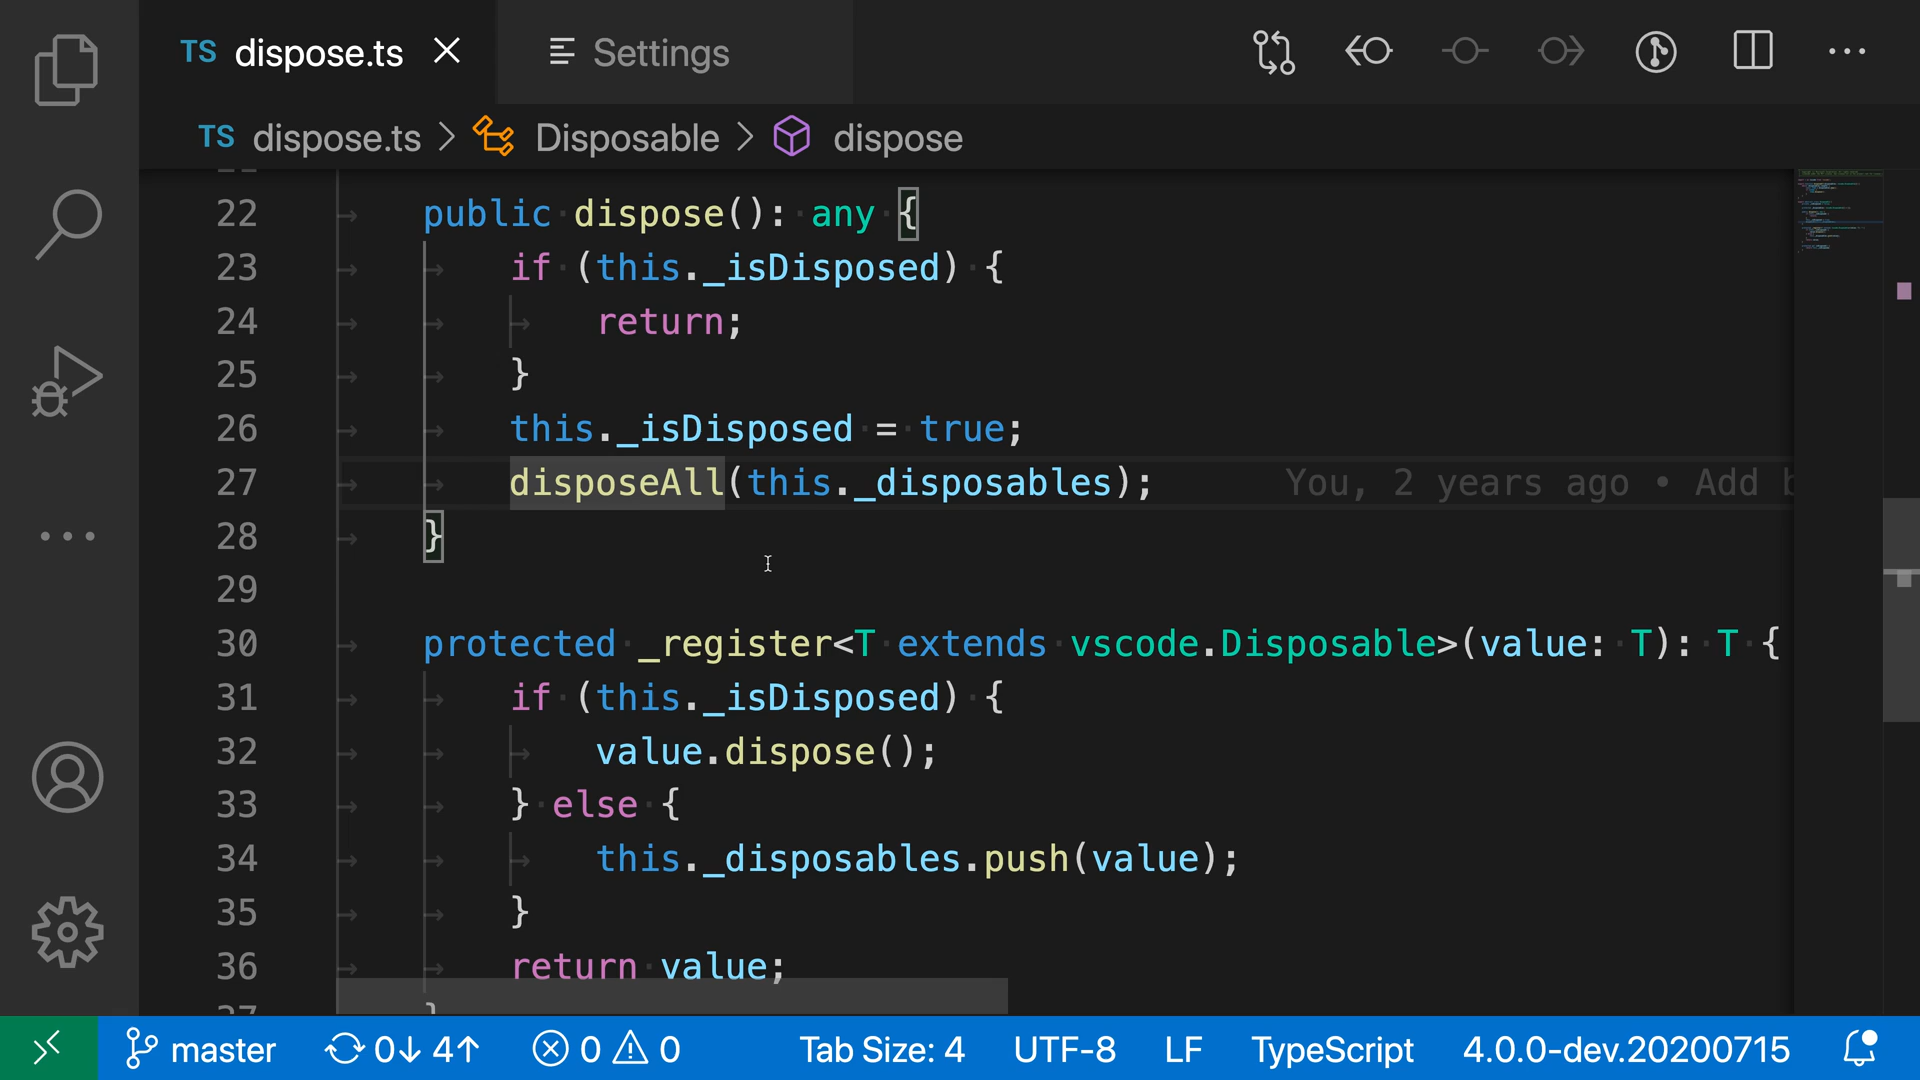 TS dispose.ts
Settings
TS dispose.ts > Disposable > dispose
22 public dispose(): any {
23 if (this._isDisposed) {
24 return;
25 }
26 this._isDisposed = true;
27 disposeAll(this._disposables); You, 2 years ago • Add
28 }
29
30 protected _register<T extends vscode.Disposable>(value: T): T {
31 if (this._isDisposed) {
32 value.dispose();
33 } else {
34 this._disposables.push(value);
35 }
36 return value;
master 0↓ 4↑ 0 0 Tab Size: 4 UTF-8 LF TypeScript 4.0.0-dev.20200715